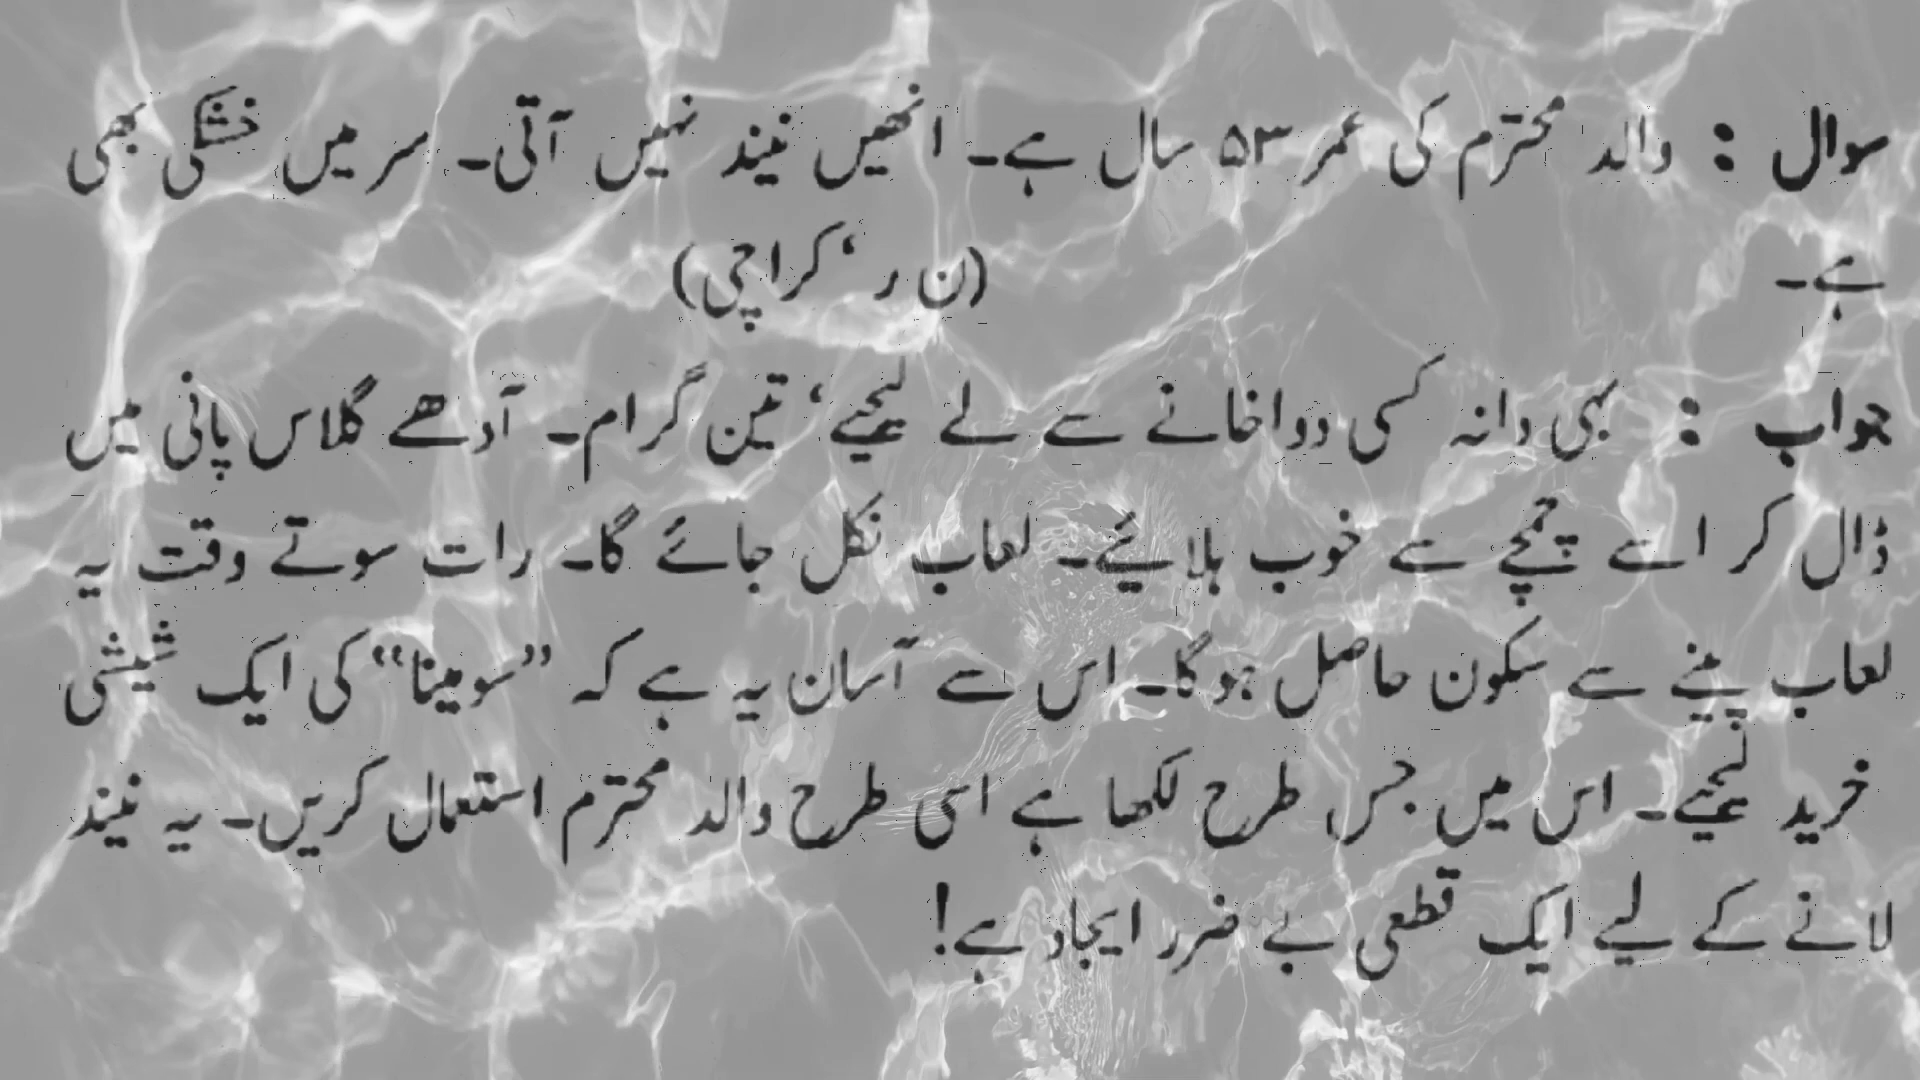 سوال : والد محترم کی عمر ۵۳ سال ہے۔ انھیں نیند نہیں آتی۔ سر میں خشکی بھی
ہے۔ (ن ر، کراچی)
جواب : بہی دانہ کسی دواخانے سے لے لیجیے، تین گرام۔ آدھے گلاس پانی میں
ڈال کر اسے چمچے سے خوب ہلائیے۔ لعاب نکل جائے گا۔ رات سوتے وقت یہ
لعاب پینے سے سکون حاصل ہو گا۔ اس سے آسان یہ ہے کہ ”سومینا“ کی ایک شیشی
خرید لیجیے۔ اس میں جس طرح لکھا ہے اسی طرح والد محترم استعمال کریں۔ یہ نیند
لانے کے لیے ایک قطعی بے ضرر ایجاد ہے!